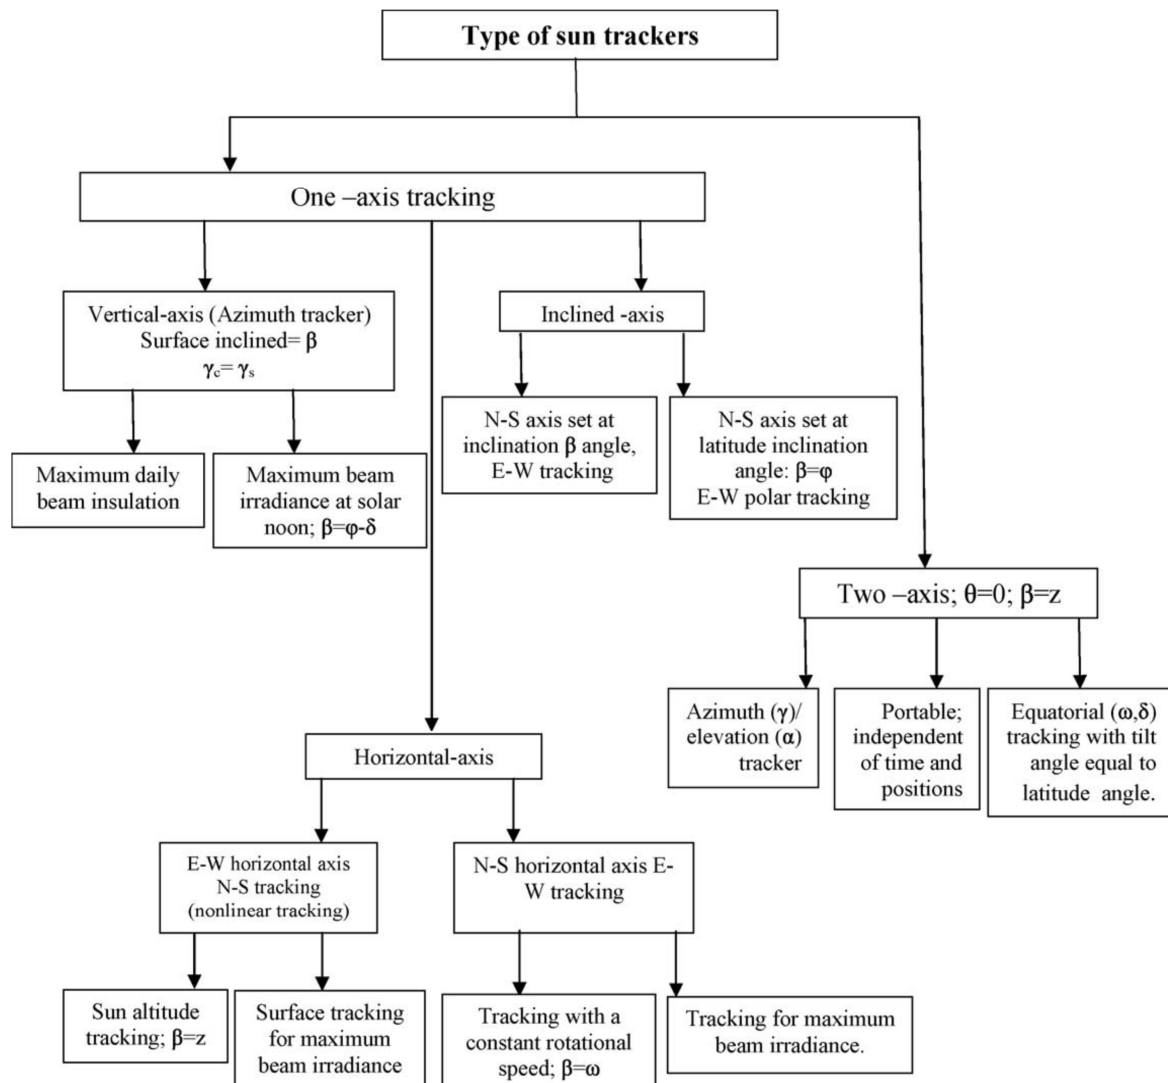 Type of sun trackers
One –axis tracking
Vertical-axis (Azimuth tracker)
Surface inclined= β
γc= γs
Inclined -axis
Maximum daily
beam insulation
Maximum beam
irradiance at solar
noon; β=φ-δ
N-S axis set at
inclination β angle,
E-W tracking
N-S axis set at
latitude inclination
angle: β=φ
E-W polar tracking
Two –axis; θ=0; β=z
Azimuth (γ)/
elevation (α)
tracker
Portable;
independent
of time and
positions
Equatorial (ω,δ)
tracking with tilt
angle equal to
latitude angle.
Horizontal-axis
E-W horizontal axis
N-S tracking
(nonlinear tracking)
N-S horizontal axis E-
W tracking
Sun altitude
tracking; β=z
Surface tracking
for maximum
beam irradiance
Tracking with a
constant rotational
speed; β=ω
Tracking for maximum
beam irradiance.